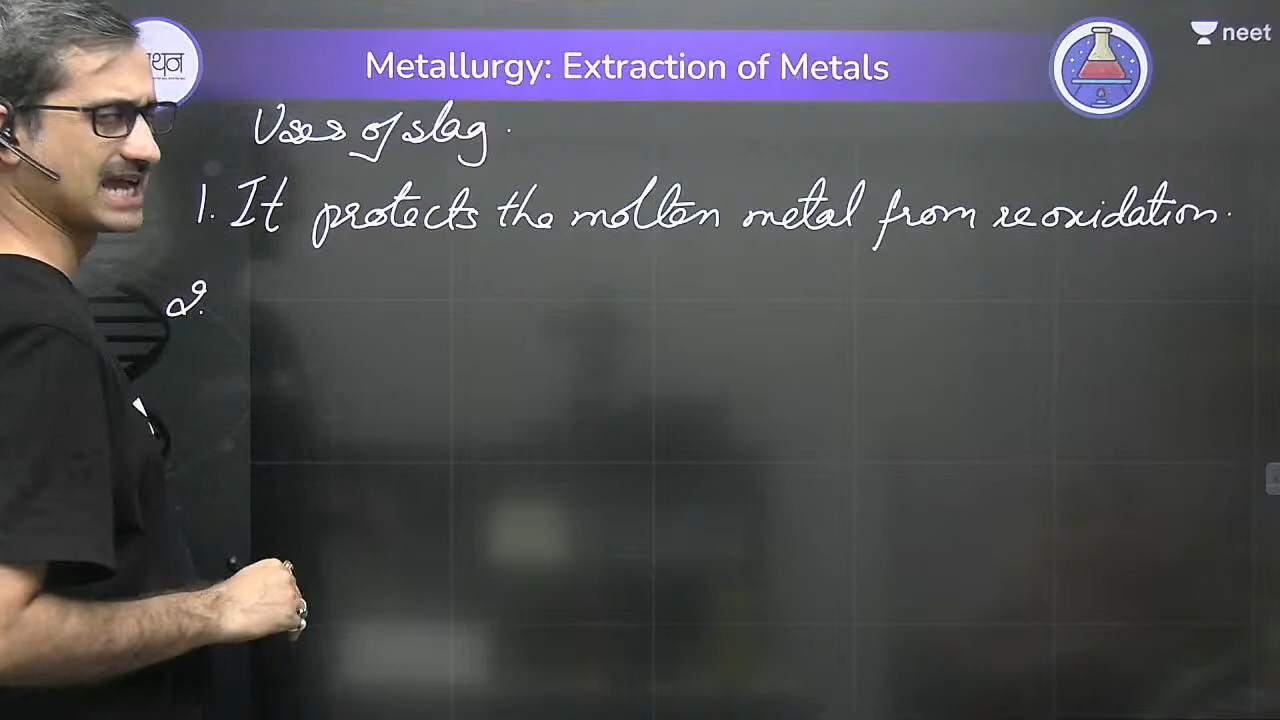 थन
Metallurgy: Extraction of Metals
neet
Uses of slag.
1. It protects the molten metal from reoxidation.
2.